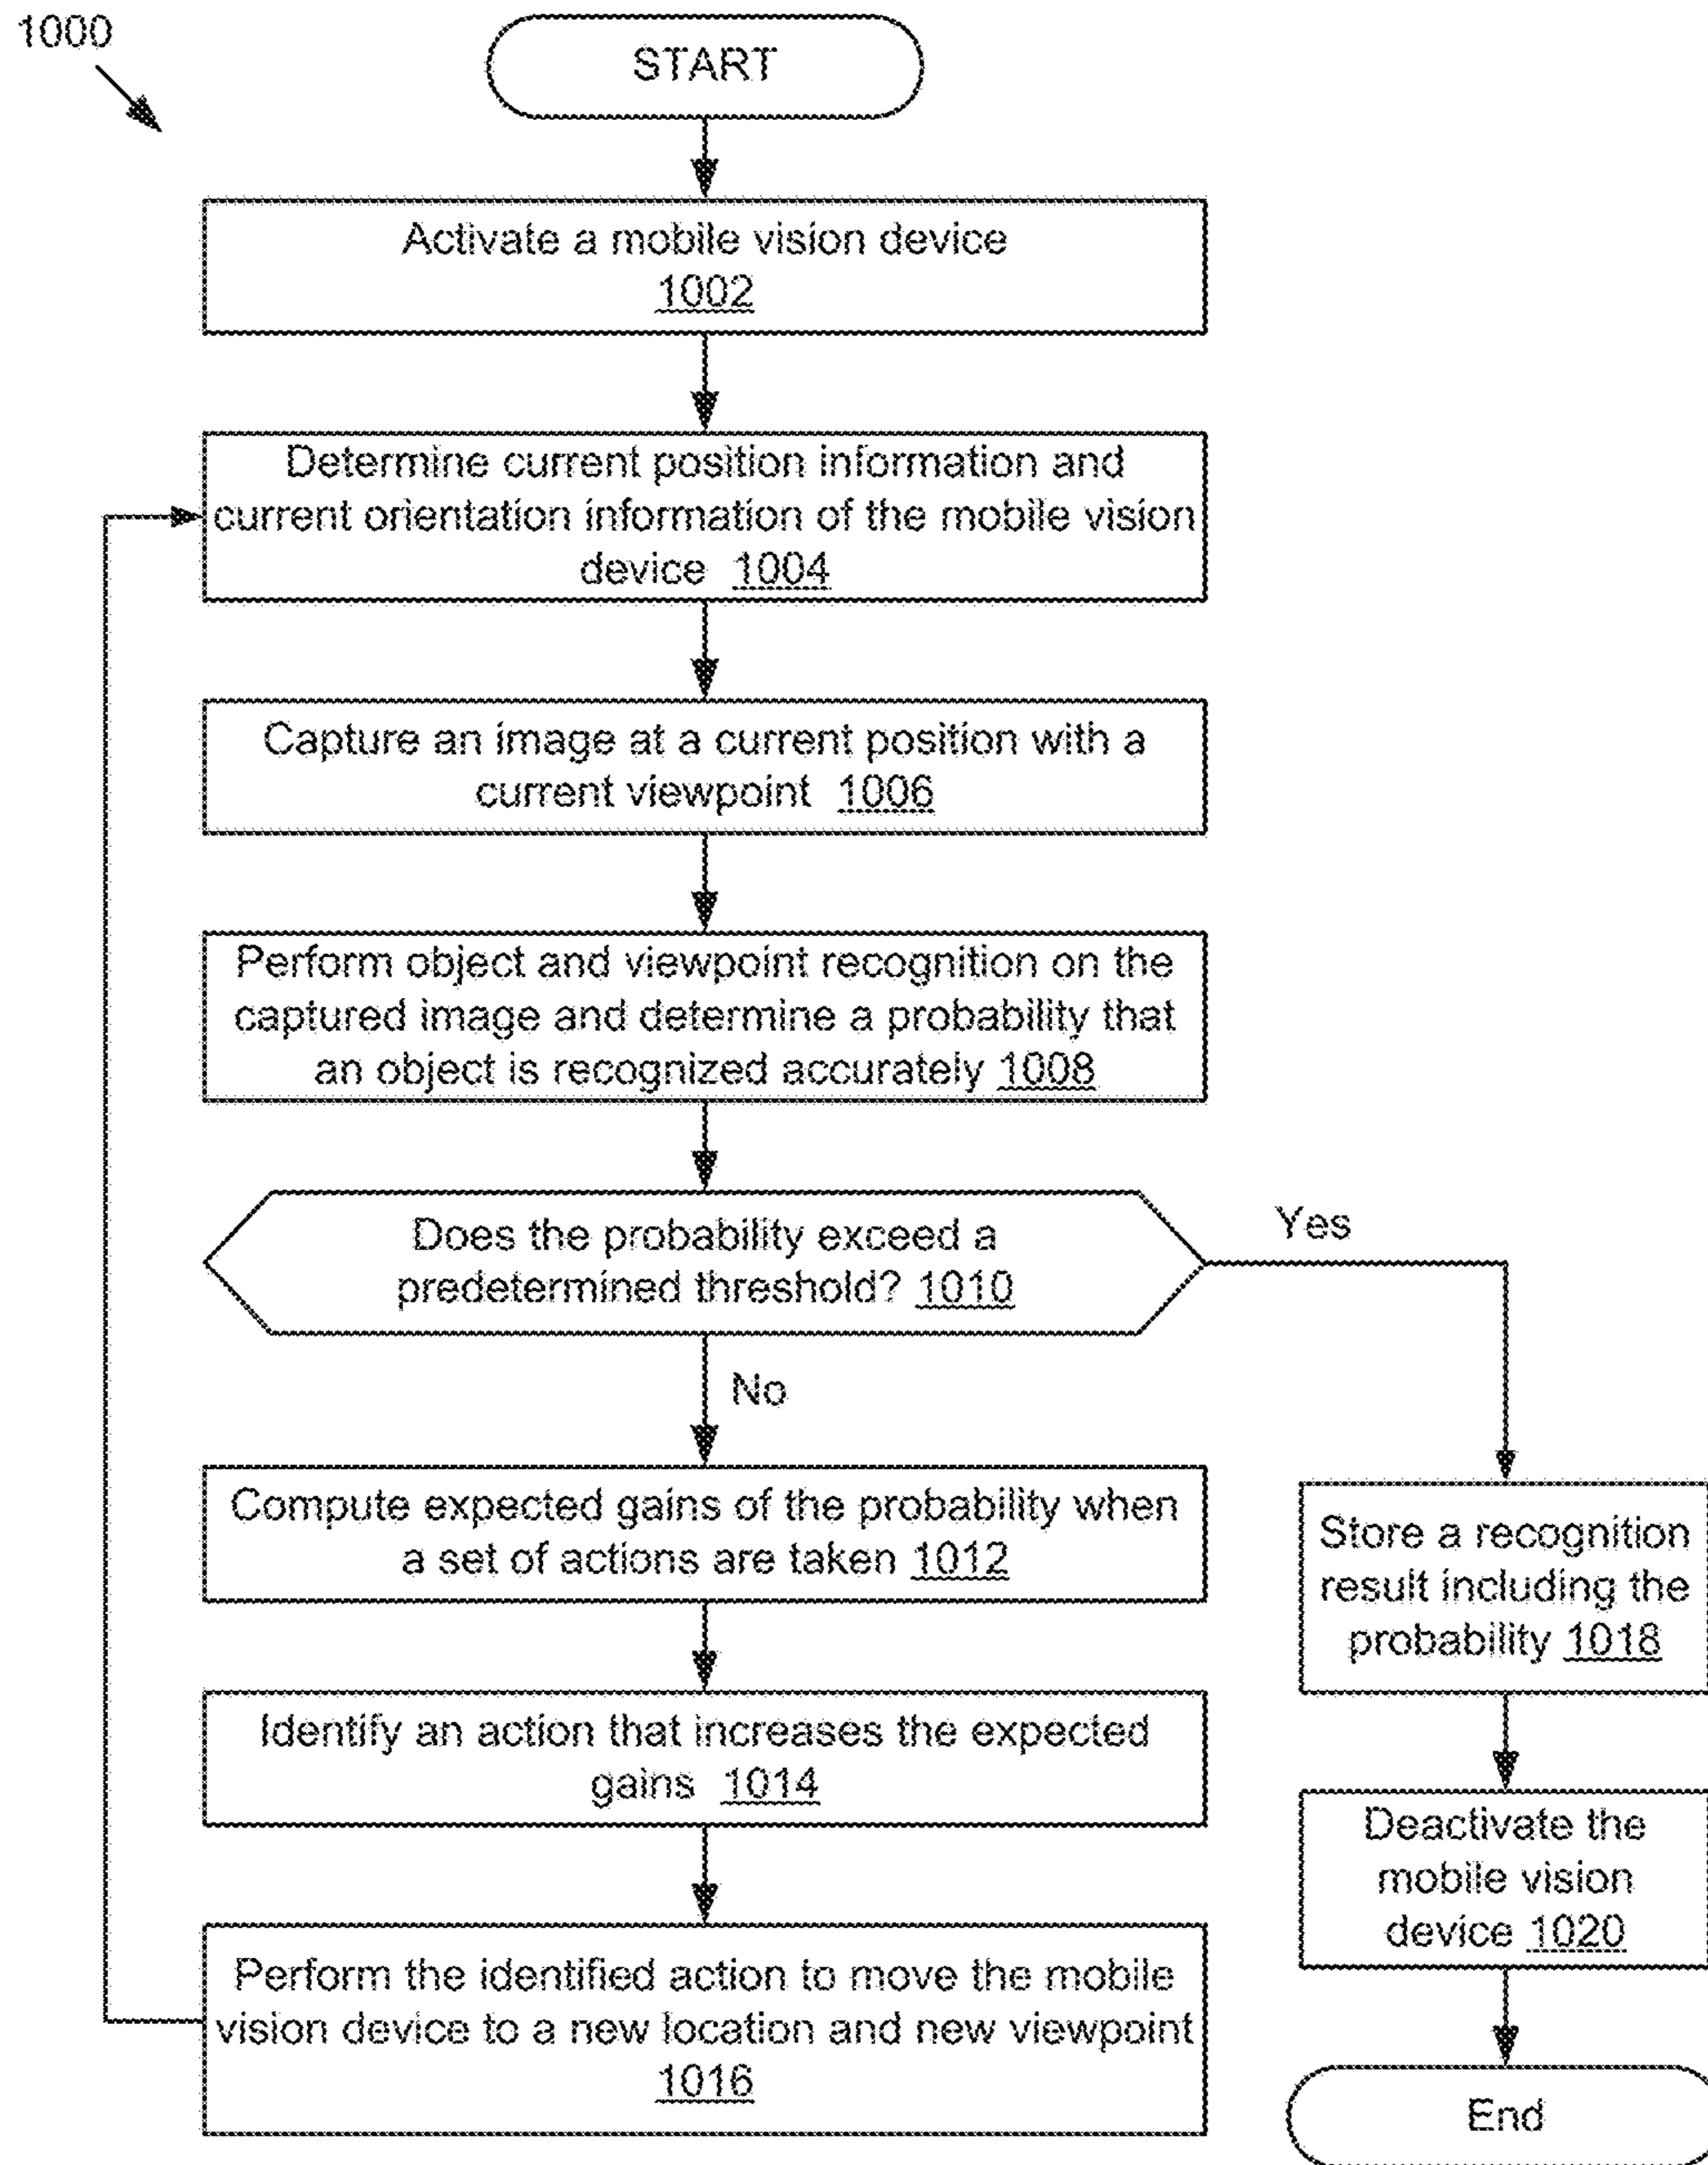 1000
START
Activate a mobile vision device
1002
Determine current position information and
current orientation information of the mobile vision
device 1004
Capture an image at a current position with a
current viewpoint 1006
Perform object and viewpoint recognition on the
captured image and determine a probability that
an object is recognized accurately 1008
Does the probability exceed a
predetermined threshold? 1010
Yes
No
Compute expected gains of the probability when
a set of actions are taken 1012
Identify an action that increases the expected
gains 1014
Perform the identified action to move the mobile
vision device to a new location and new viewpoint
1016
Store a recognition
result including the
probability 1018
Deactivate the
mobile vision
device 1020
End